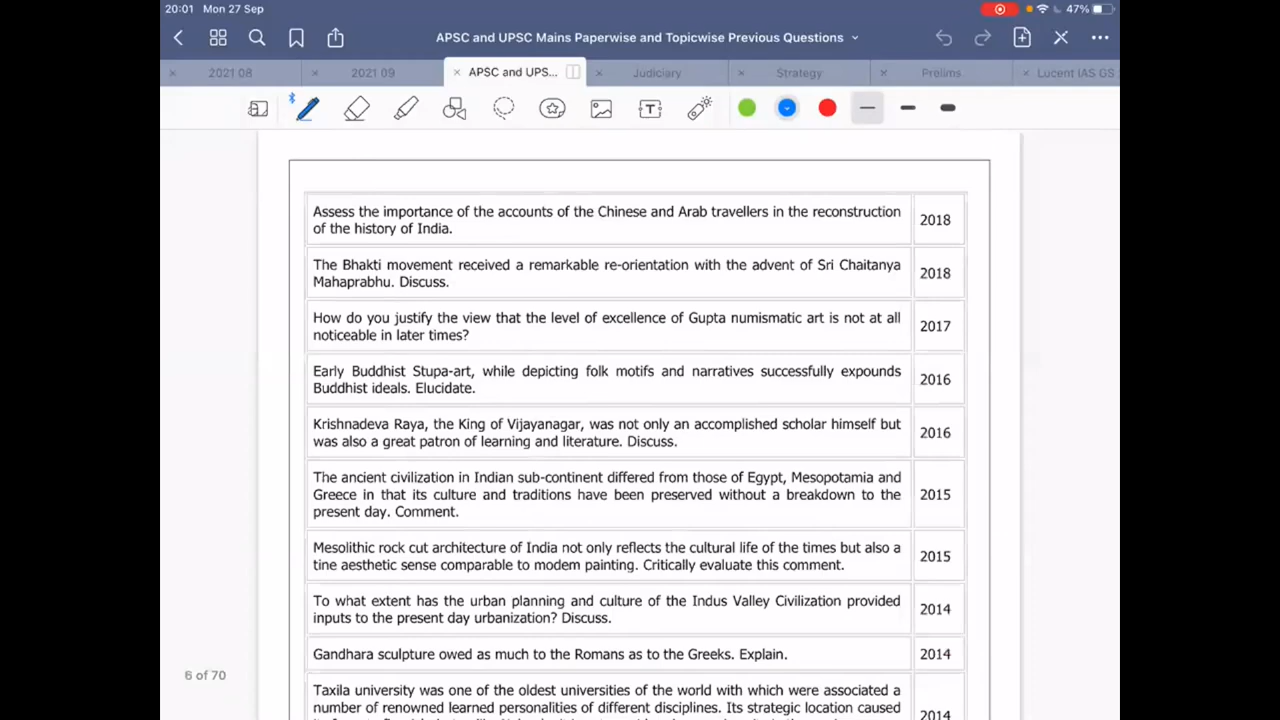 20:01 Mon 27 Sep
47%
APSC and UPSC Mains Paperwise and Topicwise Previous Questions
2021 08
2021 09
APSC and UPS...
Judiciary
Strategy
Prelims
Lucent IAS GS
T
Assess the importance of the accounts of the Chinese and Arab travellers in the reconstruction
of the history of India.
2018
The Bhakti movement received a remarkable re-orientation with the advent of Sri Chaitanya
Mahaprabhu. Discuss.
2018
How do you justify the view that the level of excellence of Gupta numismatic art is not at all
noticeable in later times?
2017
Early Buddhist Stupa-art, while depicting folk motifs and narratives successfully expounds
Buddhist ideals. Elucidate.
2016
Krishnadeva Raya, the King of Vijayanagar, was not only an accomplished scholar himself but
was also a great patron of learning and literature. Discuss.
2016
The ancient civilization in Indian sub-continent differed from those of Egypt, Mesopotamia and
Greece in that its culture and traditions have been preserved without a breakdown to the
present day. Comment.
2015
Mesolithic rock cut architecture of India not only reflects the cultural life of the times but also a
tine aesthetic sense comparable to modem painting. Critically evaluate this comment.
2015
To what extent has the urban planning and culture of the Indus Valley Civilization provided
inputs to the present day urbanization? Discuss.
2014
Gandhara sculpture owed as much to the Romans as to the Greeks. Explain.
2014
6 of 70
Taxila university was one of the oldest universities of the world with which were associated a
number of renowned learned personalities of different disciplines. Its strategic location caused
2014